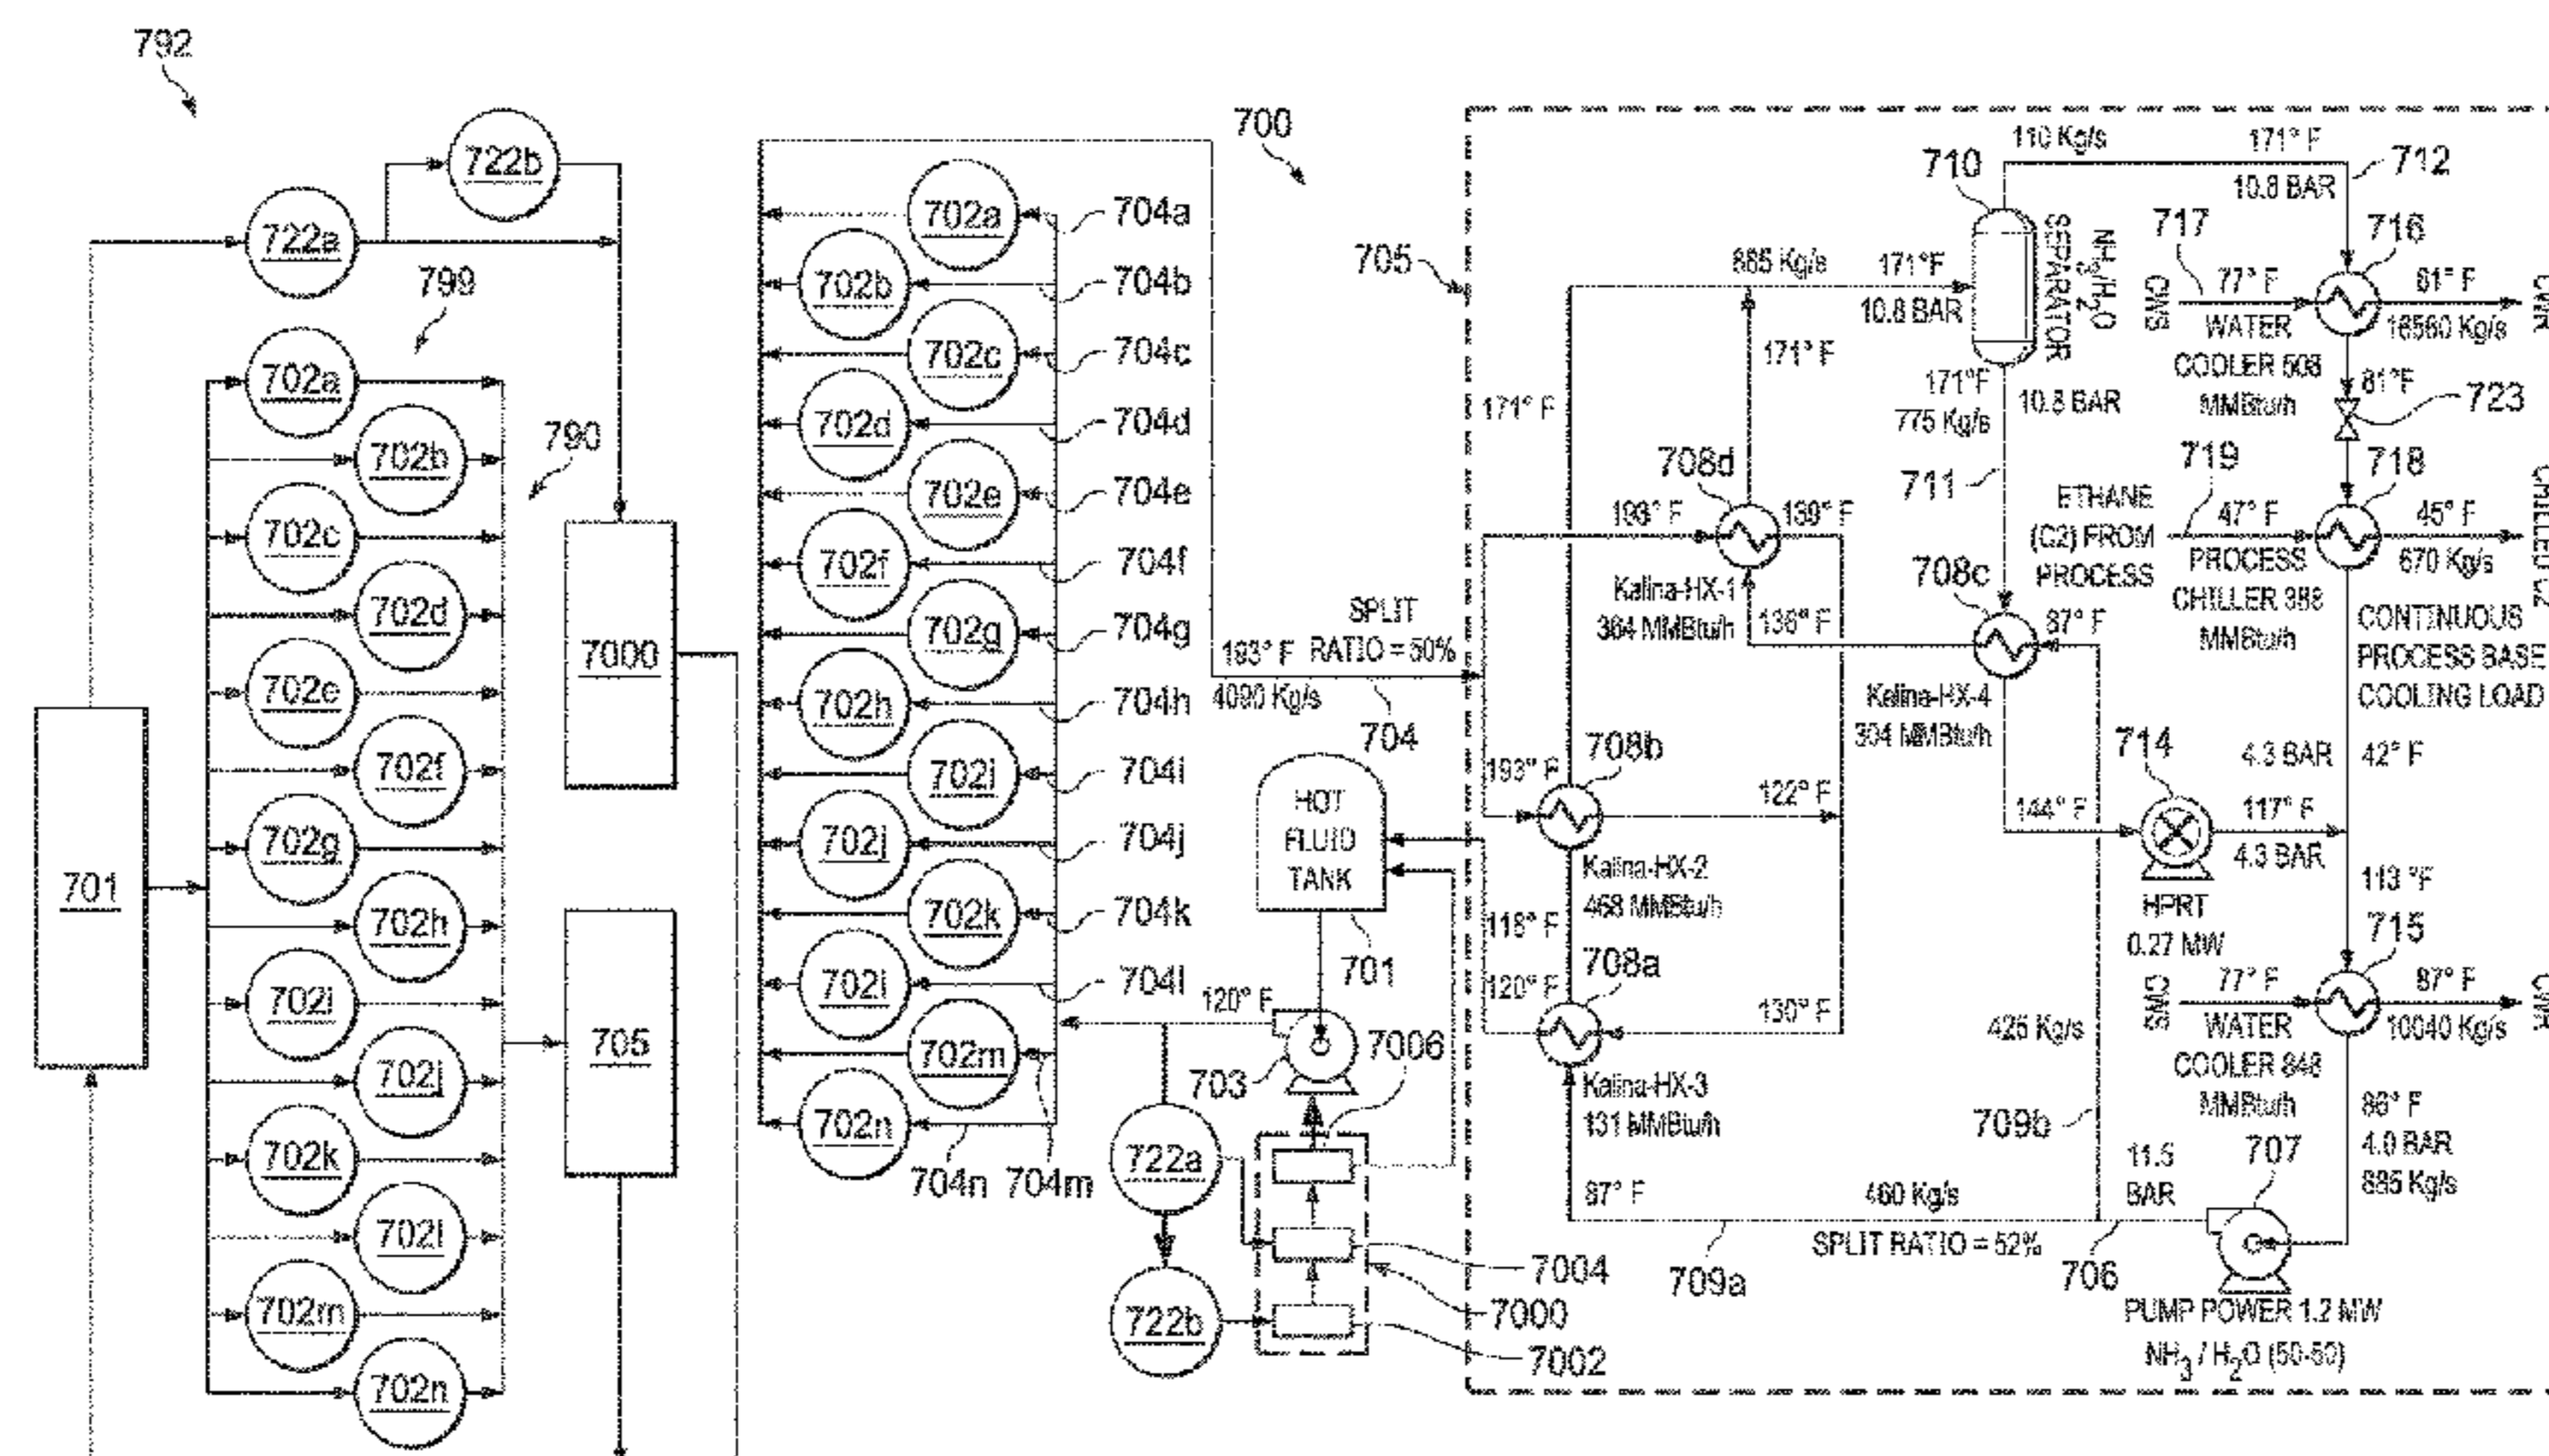 792
722b
722a
799
702a
702b
790
702c
702d
702e
7000
702f
702g
701
702h
702i
705
702j
702k
702l
702m
702n
700
702a
704a
702b
704b
702c
704c
702d
704d
702e
704e
702f
704f
702g
704g
702h
704h
702i
704i
702j
704j
702k
704k
702l
704l
702m
702n
704n
704m
193° F
SPLIT
RATIO = 50%
4090 Kg/s
704
HOT
FLUID
TANK
701
120° F
703
7006
722a
722b
7004
7000
7002
705
110 Kg/s
171° F
710
712
10.8 BAR
NH3/H2O
SEPARATOR
865 Kg/s
171°F
10.8 BAR
171° F
171° F
171°F
10.8 BAR
775 Kg/s
711
708d
193° F
139° F
Kalina-HX-1
364 MMBtu/h
136° F
708c
87° F
Kalina-HX-4
304 MMBtu/h
193° F
708b
122° F
Kalina-HX-2
468 MMBtu/h
118° F
708a
120° F
130° F
Kalina-HX-3
131 MMBtu/h
87° F
460 Kg/s
SPLIT RATIO = 52%
709a
425 Kg/s
709b
706
11.5
BAR
707
PUMP POWER 1.2 MW
NH3 / H2O (50-50)
717
716
CWS
77° F
81° F
WATER
COOLER 508
MMBtu/h
16560 Kg/s
CWR
81°F
723
719
718
ETHANE
(C2) FROM
PROCESS
47° F
45° F
PROCESS
CHILLER 388
MMBtu/h
670 Kg/s
CHILLED C2
CONTINUOUS
PROCESS BASE
COOLING LOAD
714
4.3 BAR
42° F
144° F
117° F
4.3 BAR
HPRT
0.27 MW
113 °F
715
CWS
77° F
87° F
WATER
COOLER 848
MMBtu/h
10040 Kg/s
CWR
86° F
4.0 BAR
885 Kg/s